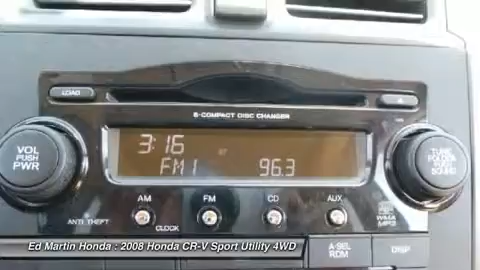 LOAD
6-COMPACT DISC CHANGER
VOL
PUSH
PWR
3:16
FM1 ST 96.3
TUNE
FOLDER
PUSH
SOUND
AM FM CD AUX
ANTI THEFT
CLOCK
WMA
MP3
A-SEL
RDM
DISP
Ed Martin Honda : 2008 Honda CR-V Sport Utility 4WD